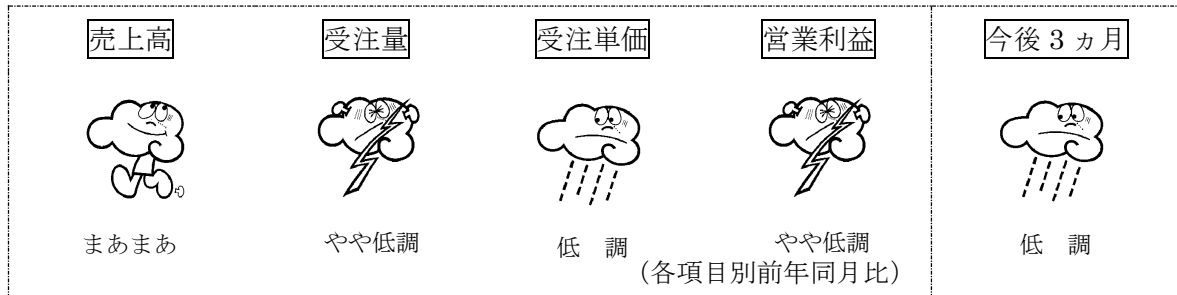 売上高 受注量 受注単価 営業利益 今後3ヵ月
まあまあ やや低調 低 調 やや低調 低 調
(各項目別前年同月比)